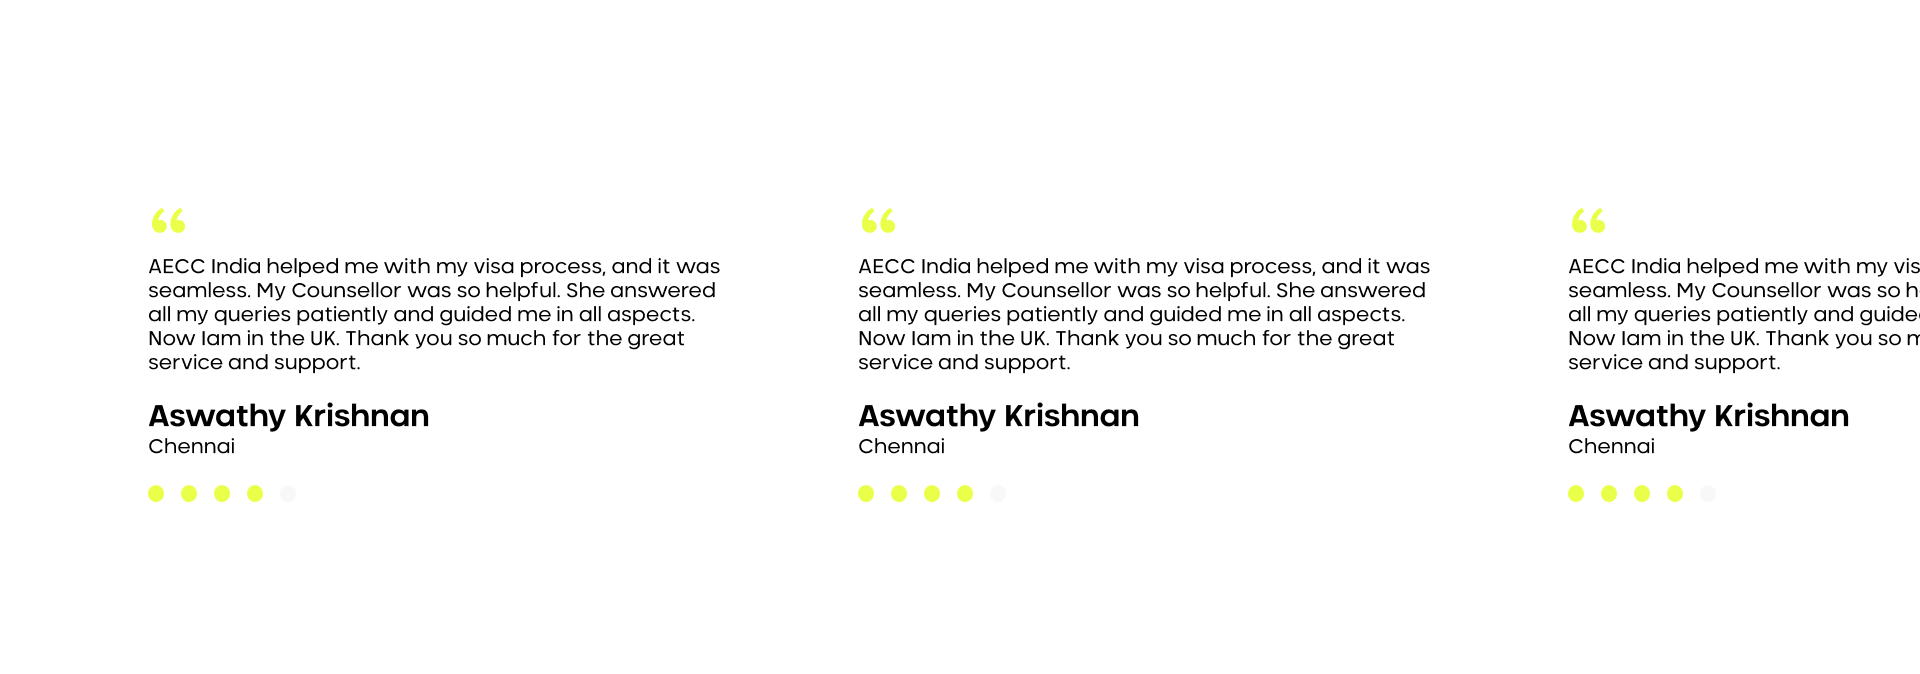 “
AECC India helped me with my visa process, and it was
seamless. My Counsellor was so helpful. She answered
all my queries patiently and guided me in all aspects.
Now Iam in the UK. Thank you so much for the great
service and support.
Aswathy Krishnan
Chennai
“
AECC India helped me with my visa process, and it was
seamless. My Counsellor was so helpful. She answered
all my queries patiently and guided me in all aspects.
Now Iam in the UK. Thank you so much for the great
service and support.
Aswathy Krishnan
Chennai
“
AECC India helped me with my
seamless. My Counsellor was so
all my queries patiently and
Now Iam in the UK. Thank you so
service and support.
Aswathy Krishnan
Chennai